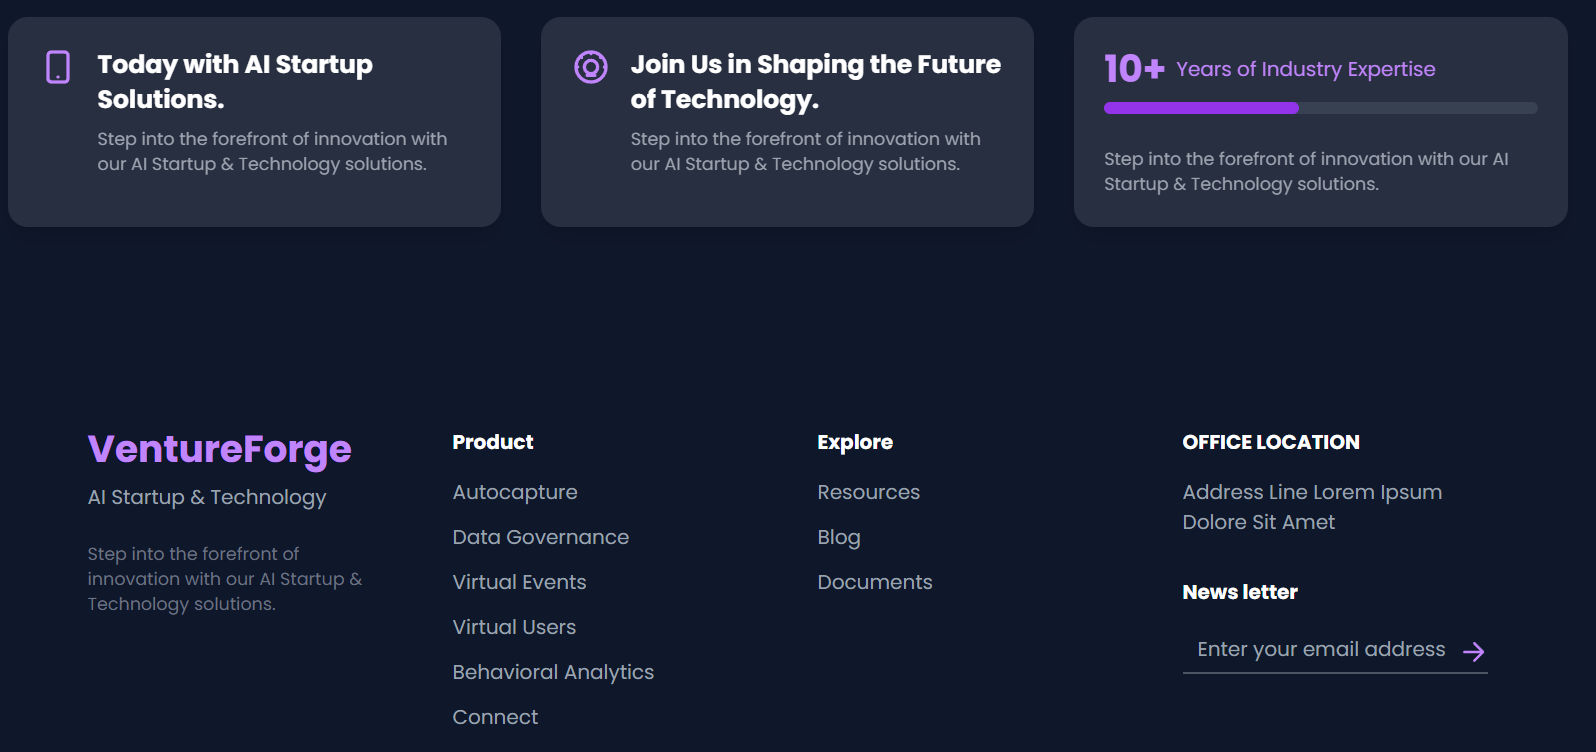 Today with AI Startup
Solutions.
Step into the forefront of innovation with
our AI Startup & Technology solutions.
Join Us in Shaping the Future
of Technology.
Step into the forefront of innovation with
our AI Startup & Technology solutions.
10+ Years of Industry Expertise
Step into the forefront of innovation with our AI
Startup & Technology solutions.
VentureForge
AI Startup & Technology
Step into the forefront of
innovation with our AI Startup &
Technology solutions.
Product
Autocapture
Data Governance
Virtual Events
Virtual Users
Behavioral Analytics
Connect
Explore
Resources
Blog
Documents
OFFICE LOCATION
Address Line Lorem Ipsum
Dolore Sit Amet
News letter
Enter your email address